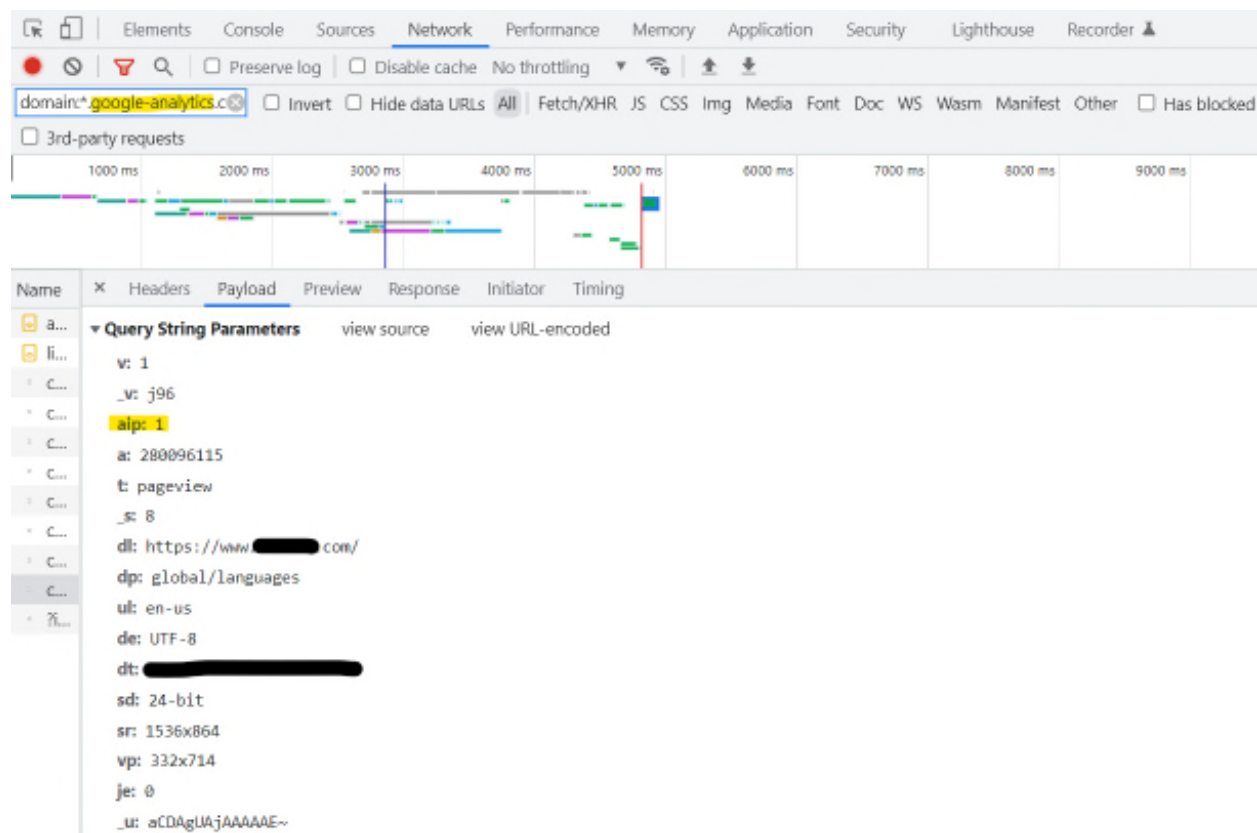 Elements Console Sources Network Performance Memory Application Security Lighthouse Recorder
Preserve log Disable cache No throttling
domain:*.google-analytics.c Invert Hide data URLs All Fetch/XHR JS CSS Img Media Font Doc WS Wasm Manifest Other Has blocked
3rd-party requests
1000 ms 2000 ms 3000 ms 4000 ms 5000 ms 6000 ms 7000 ms 8000 ms 9000 ms
Name × Headers Payload Preview Response Initiator Timing
a... Query String Parameters view source view URL-encoded
li...
v: 1
c...
_v: j96
c...
aip: 1
c...
a: 280096115
c...
t: pageview
c...
_s: 8
c...
dl: https://www. .com/
c...
dp: global/languages
c...
ul: en-us
?i...
de: UTF-8
dt:
sd: 24-bit
sr: 1536x864
vp: 332x714
je: 0
_u: aCDAgUAjAAAAAE~